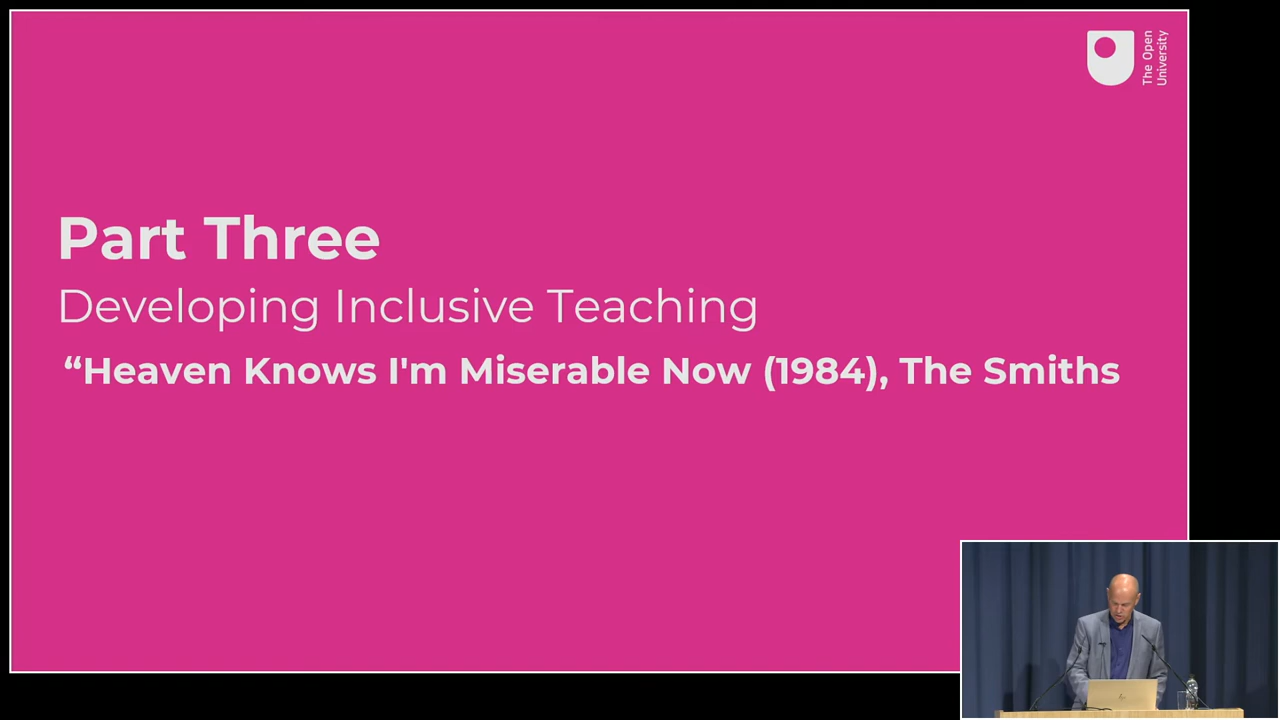 The Open
University
Part Three
Developing Inclusive Teaching
“Heaven Knows I'm Miserable Now (1984), The Smiths